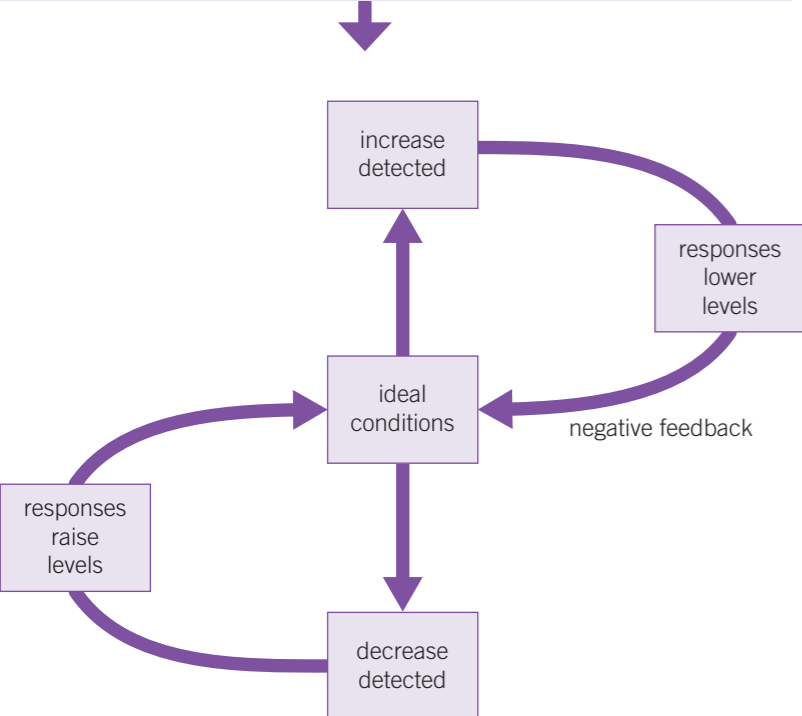 increase
detected
responses
lower
levels
ideal
conditions
negative feedback
responses
raise
levels
decrease
detected